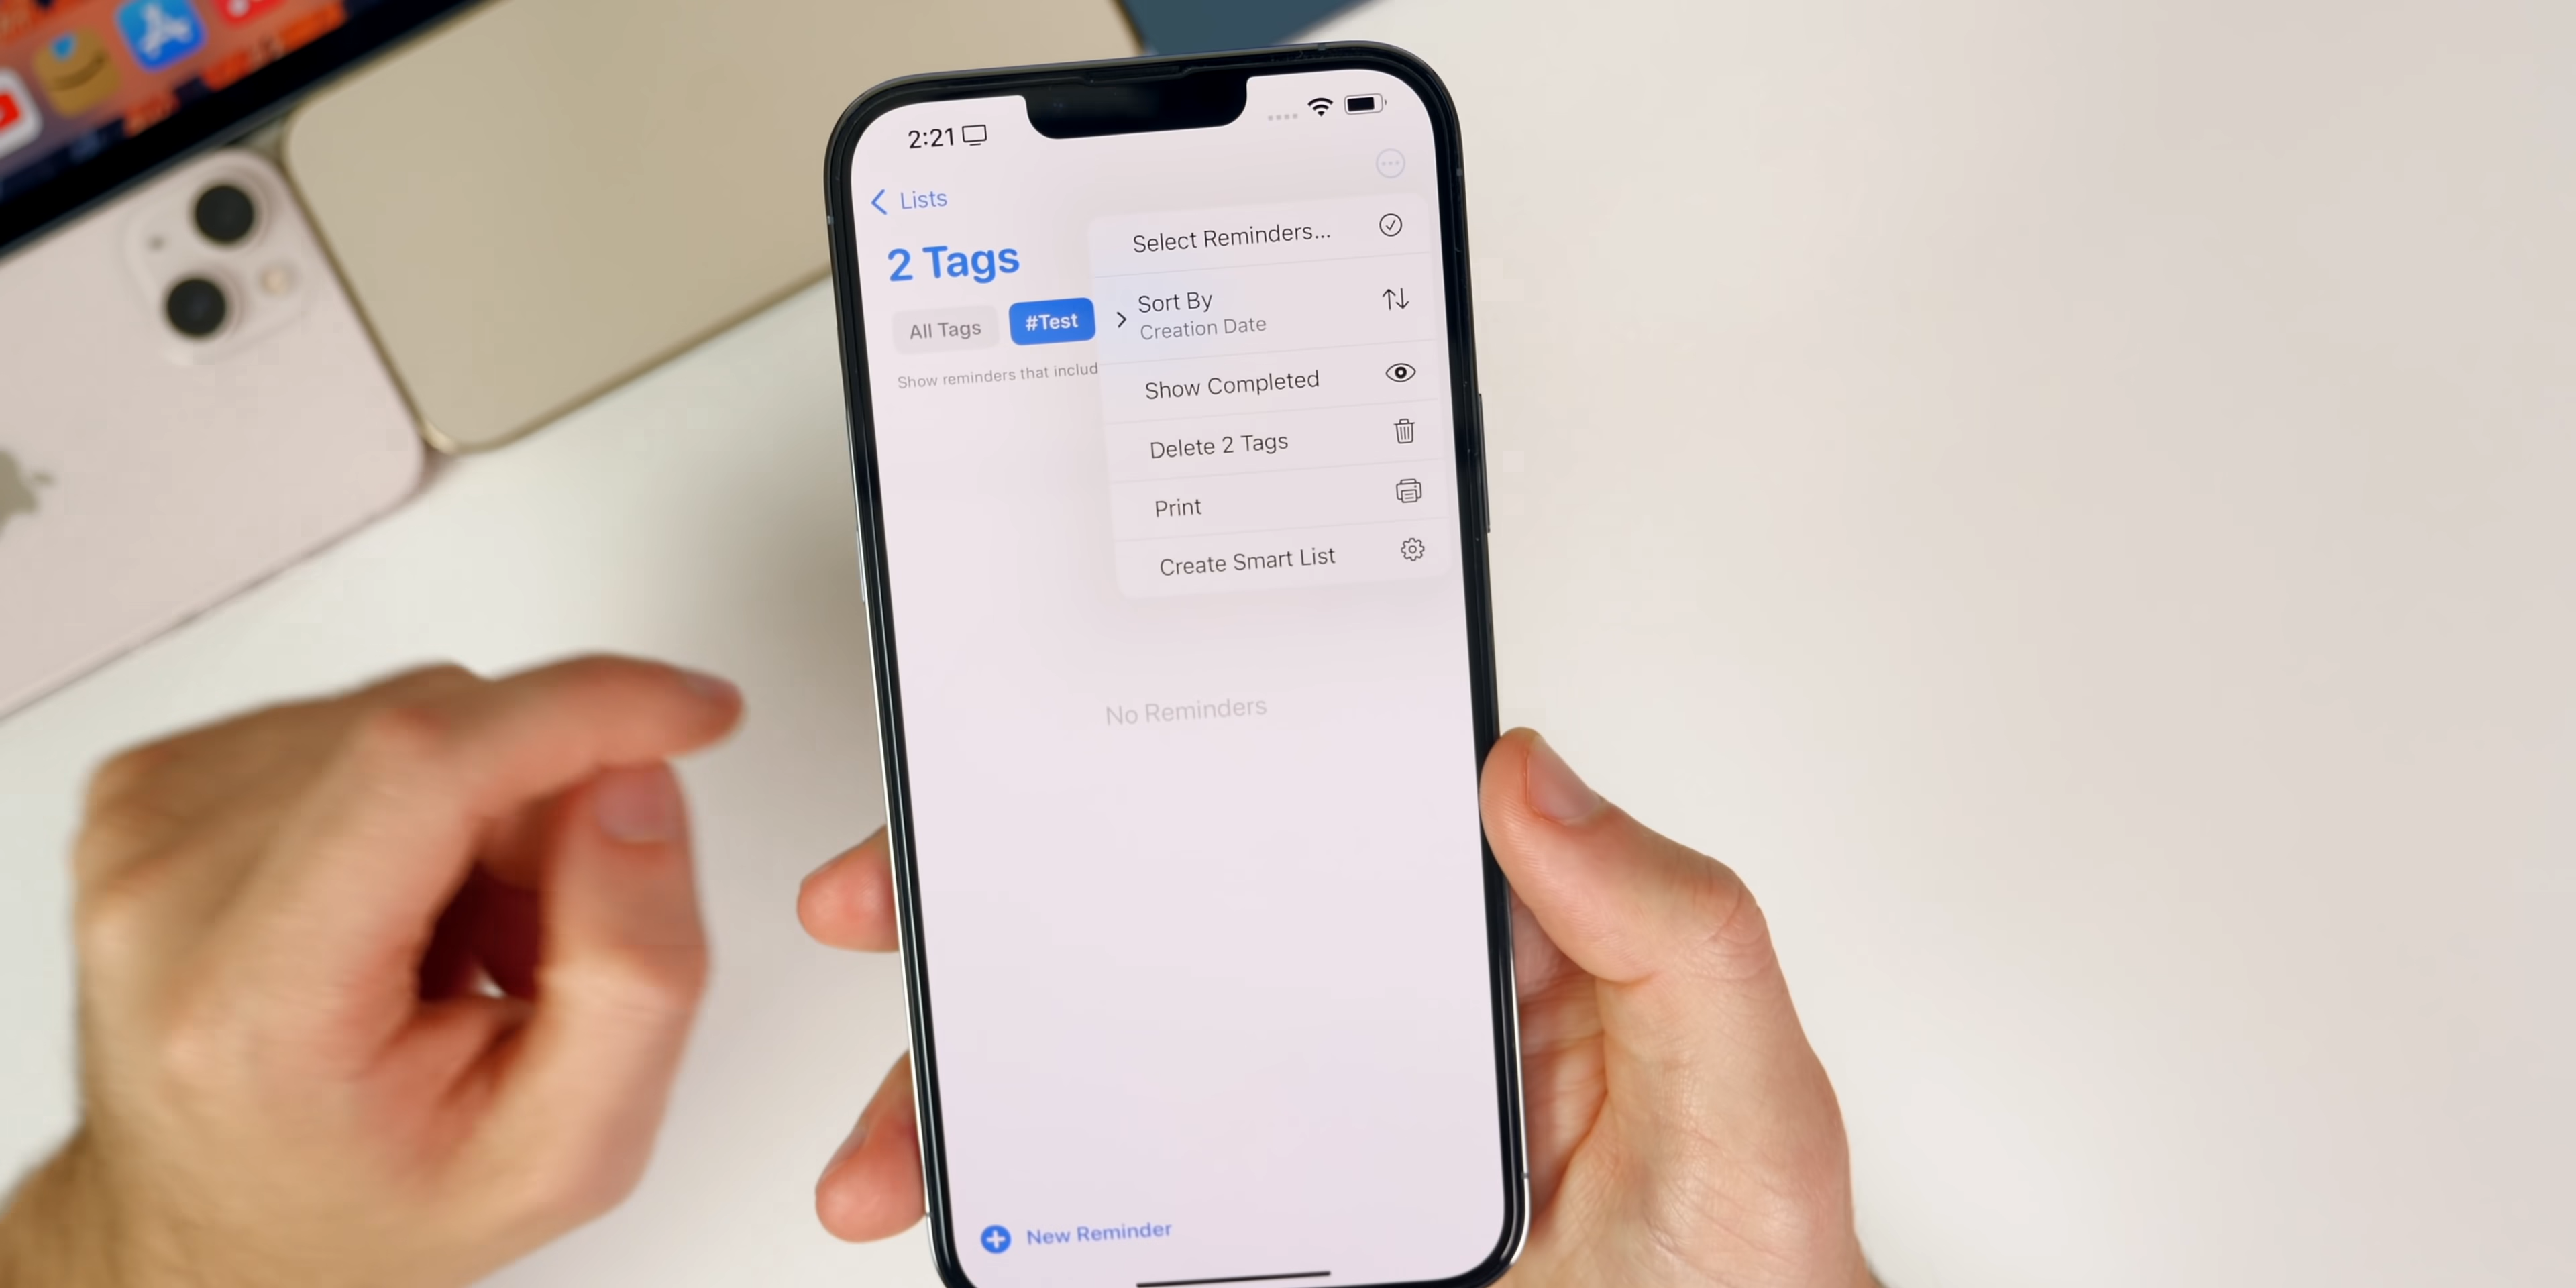 2:21
Lists
2 Tags
All Tags
#Test
Show reminders that includ
Select Reminders...
Sort By
Creation Date
Show Completed
Delete 2 Tags
Print
Create Smart List
No Reminders
New Reminder